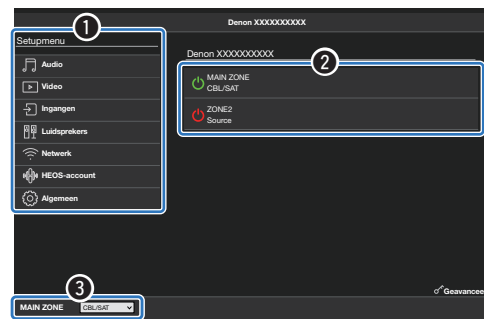 Denon XXXXXXXXXX
1
Setupmenu
Audio
Video
Ingangen
Luidsprekers
Netwerk
HEOS-account
Algemeen
Denon XXXXXXXXXX
2
MAIN ZONE
CBL/SAT
ZONE2
Source
3
Geavancee
MAIN ZONE CBL/SAT